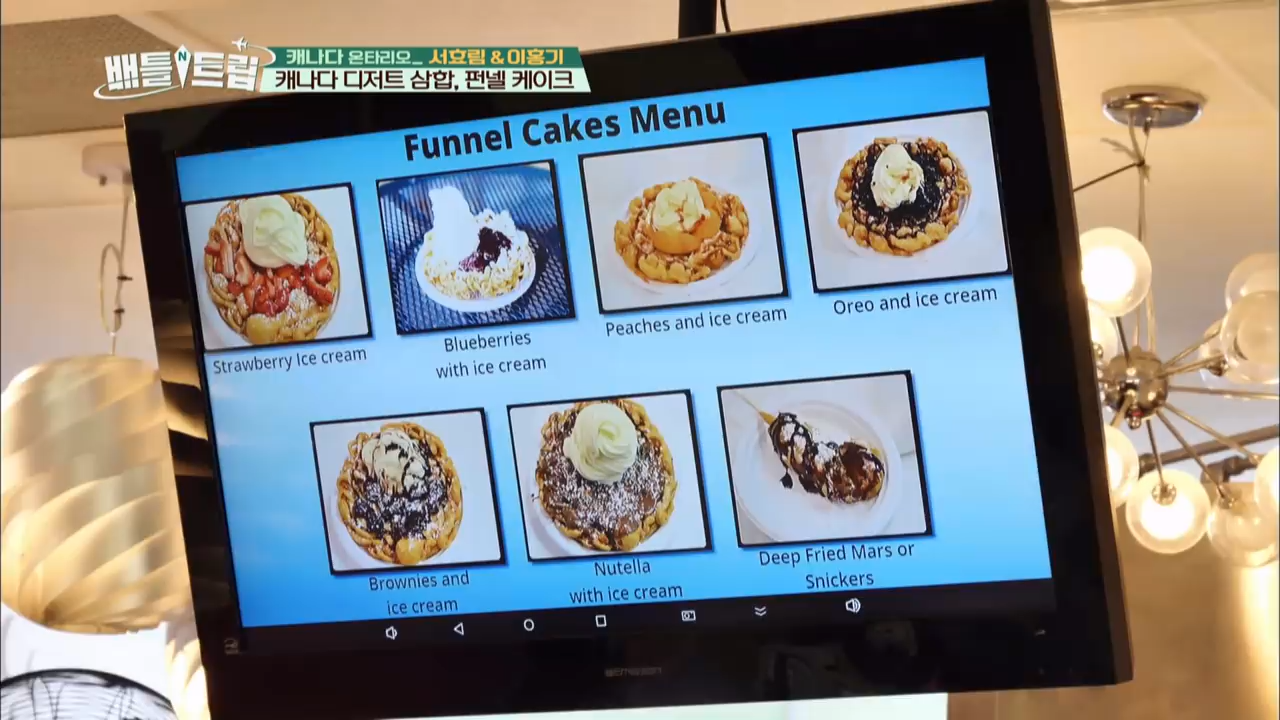 배틀트립
N
캐나다 온타리오_ 서효림 & 이홍기
캐나다 디저트 삼합, 펀넬 케이크
Funnel Cakes Menu
Strawberry Ice cream
Blueberries
with ice cream
Peaches and ice cream
Oreo and ice cream
Brownies and
ice cream
Nutella
with ice cream
Deep Fried Mars or
Snickers
EMERSON